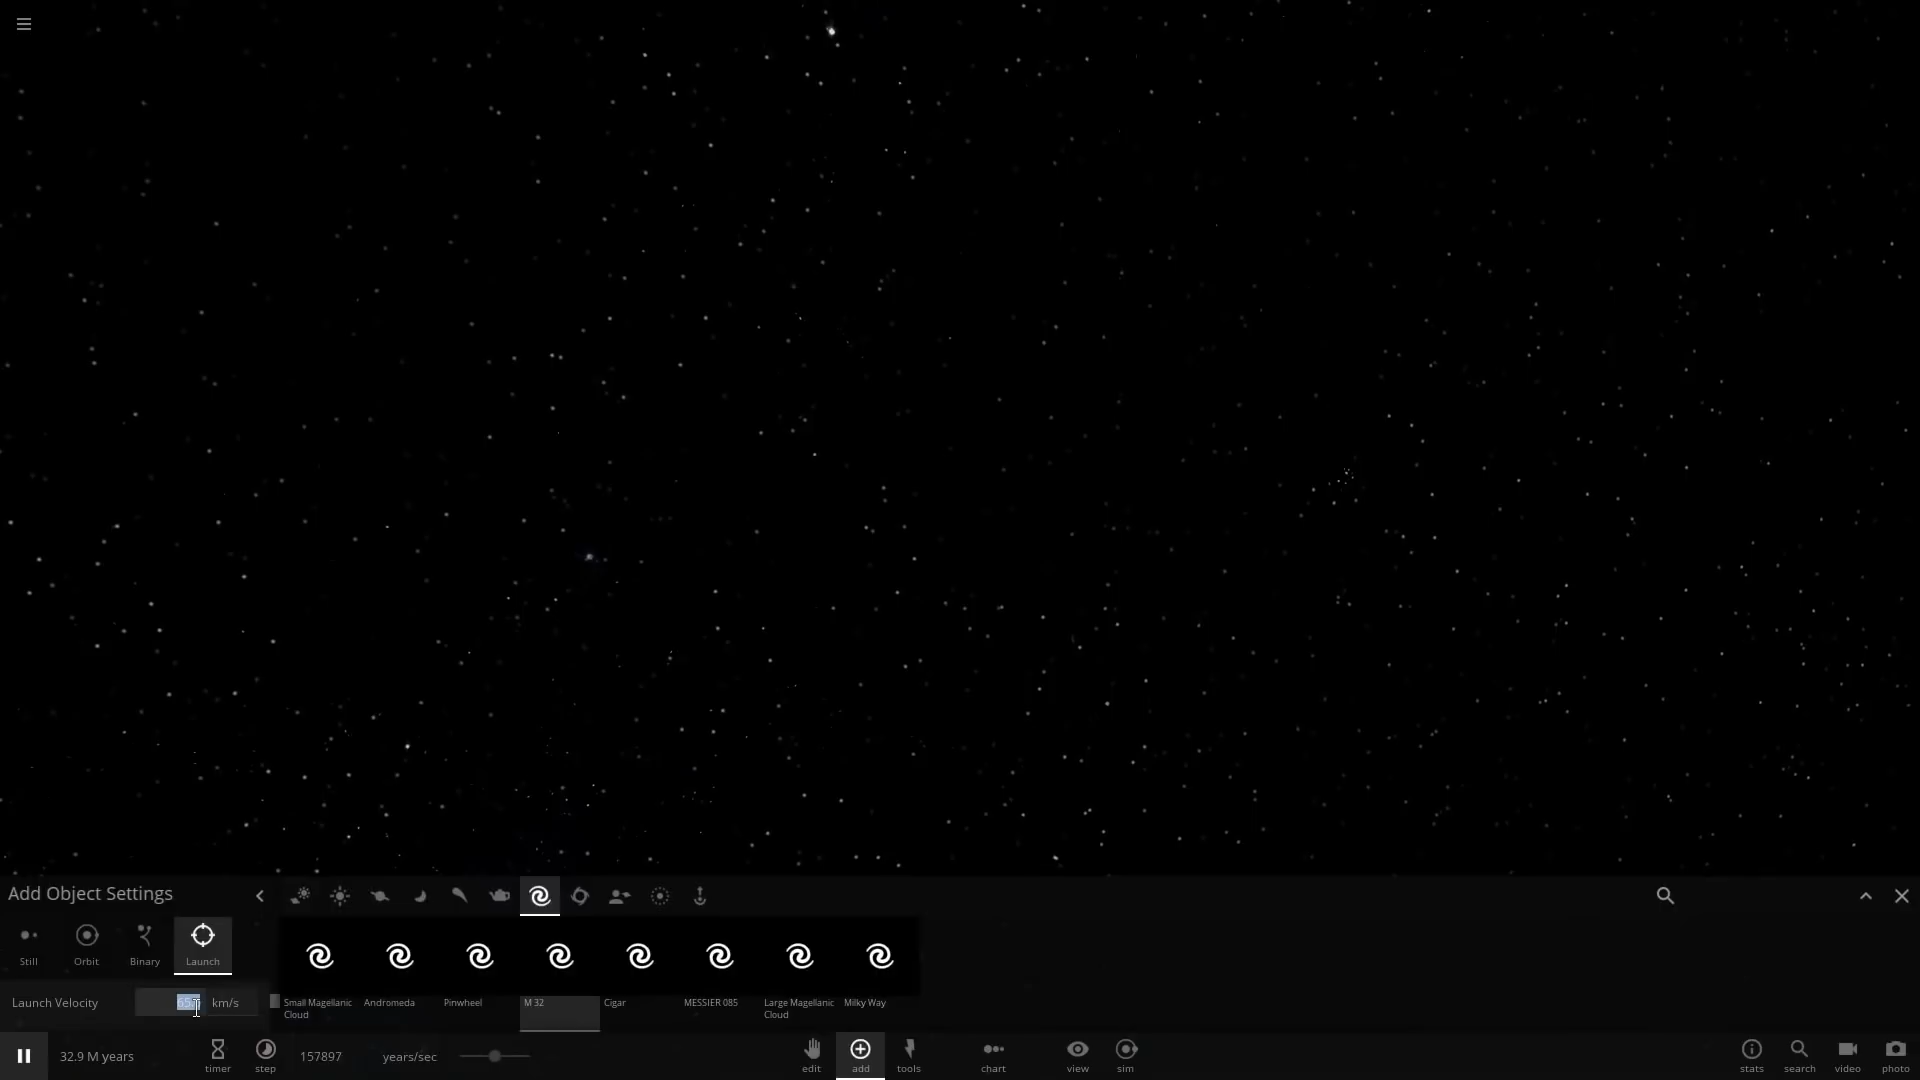 Add Object Settings
Still
Orbit
Binary
Launch
Launch Velocity
km/s
Small Magellanic
Cloud
Andromeda
Pinwheel
M 32
Cigar
MESSIER 085
Large Magellanic
Cloud
Milky Way
32.9 M years
timer
step
157897
years/sec
edit
add
tools
chart
view
sim
stats
search
video
photo